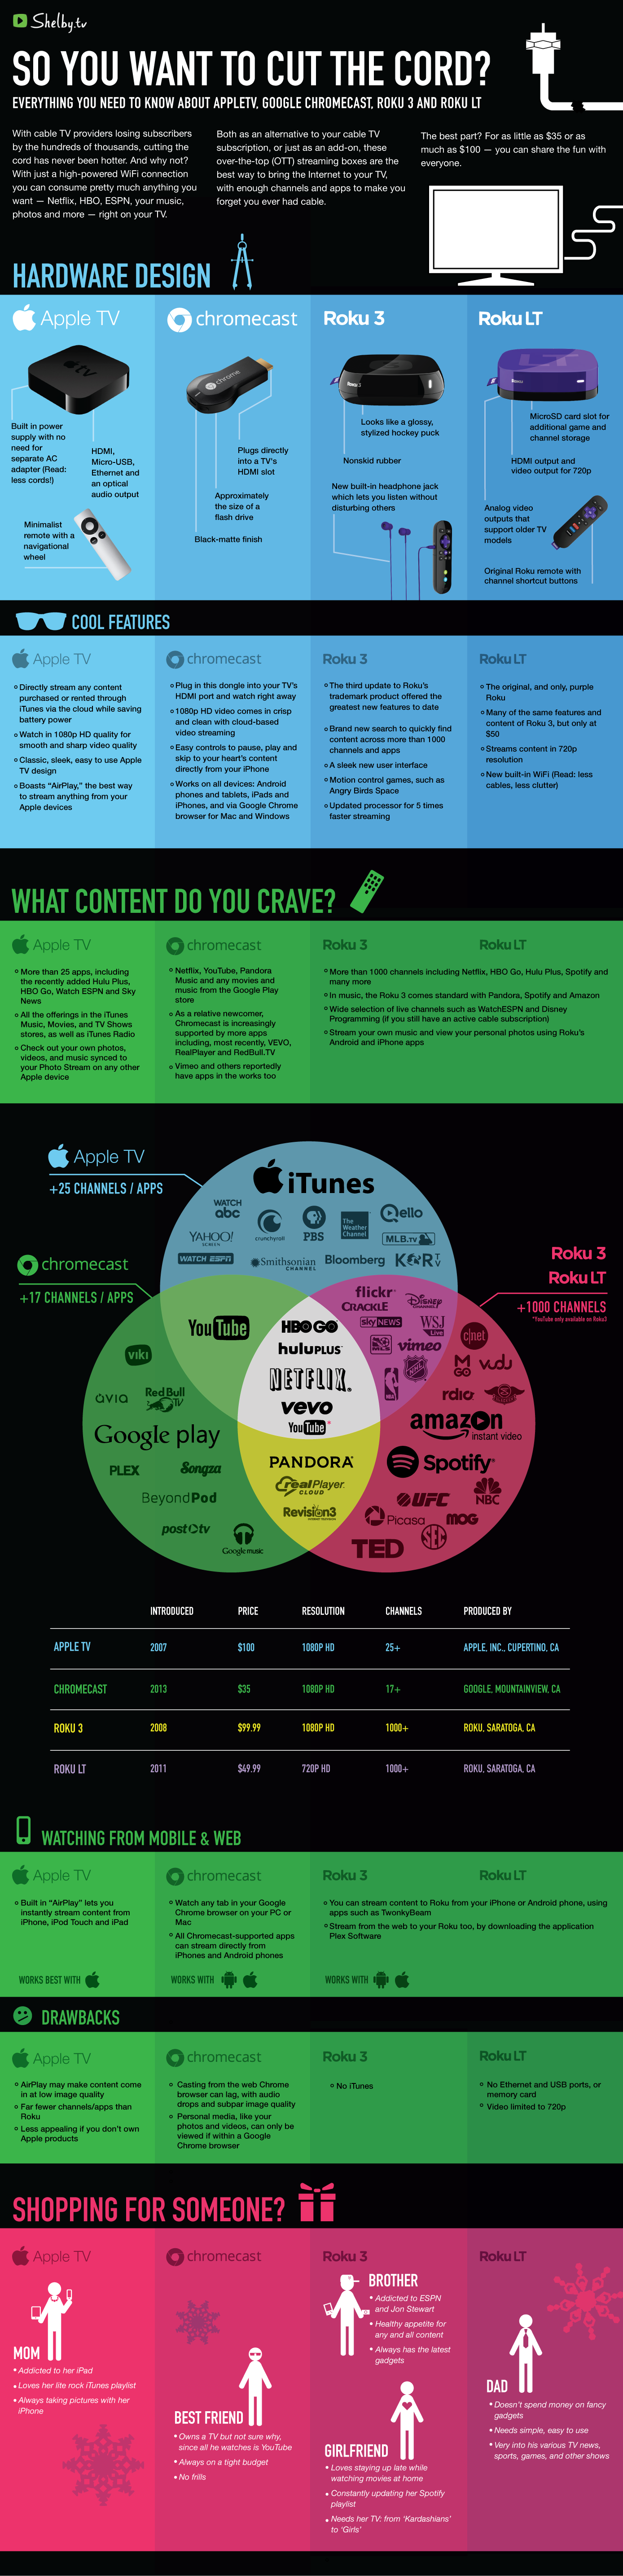 Shelby.tv
SO YOU WANT TO CUT THE CORD?
EVERYTHING YOU NEED TO KNOW ABOUT APPLETV, GOOGLE CHROMECAST, ROKU 3 AND ROKU LT
With cable TV providers losing subscribers
by the hundreds of thousands, cutting the
cord has never been hotter. And why not?
With just a high-powered WiFi connection
you can consume pretty much anything you
want — Netflix, HBO, ESPN, your music,
photos and more — right on your TV.
Both as an alternative to your cable TV
subscription, or just as an add-on, these
over-the-top (OTT) streaming boxes are the
best way to bring the Internet to your TV,
with enough channels and apps to make you
forget you ever had cable.
The best part? For as little as $35 or as
much as $100 — you can share the fun with
everyone.
HARDWARE DESIGN
Apple TV
tv
Built in power
supply with no
need for
separate AC
adapter (Read:
less cords!)
HDMI,
Micro-USB,
Ethernet and
an optical
audio output
Minimalist
remote with a
navigational
wheel
chromecast
chrome
Plugs directly
into a TV's
HDMI slot
Approximately
the size of a
flash drive
Black-matte finish
Roku 3
Looks like a glossy,
stylized hockey puck
Nonskid rubber
New built-in headphone jack
which lets you listen without
disturbing others
Roku LT
MicroSD card slot for
additional game and
channel storage
HDMI output and
video output for 720p
Analog video
outputs that
support older TV
models
Original Roku remote with
channel shortcut buttons
COOL FEATURES
Apple TV
Directly stream any content
purchased or rented through
iTunes via the cloud while saving
battery power
Watch in 1080p HD quality for
smooth and sharp video quality
Classic, sleek, easy to use Apple
TV design
Boasts “AirPlay,” the best way
to stream anything from your
Apple devices
chromecast
Plug in this dongle into your TV's
HDMI port and watch right away
1080p HD video comes in crisp
and clean with cloud-based
video streaming
Easy controls to pause, play and
skip to your heart's content
directly from your iPhone
Works on all devices: Android
phones and tablets, iPads and
iPhones, and via Google Chrome
browser for Mac and Windows
Roku 3
The third update to Roku's
trademark product offered the
greatest new features to date
Brand new search to quickly find
content across more than 1000
channels and apps
A sleek new user interface
Motion control games, such as
Angry Birds Space
Updated processor for 5 times
faster streaming
Roku LT
The original, and only, purple
Roku
Many of the same features and
content of Roku 3, but only at
$50
Streams content in 720p
resolution
New built-in WiFi (Read: less
cables, less clutter)
WHAT CONTENT DO YOU CRAVE?
Apple TV
More than 25 apps, including
the recently added Hulu Plus,
HBO Go, Watch ESPN and Sky
News
All the offerings in the iTunes
Music, Movies, and TV Shows
stores, as well as iTunes Radio
Check out your own photos,
videos, and music synced to
your Photo Stream on any other
Apple device
chromecast
Netflix, YouTube, Pandora
Music and any movies and
music from the Google Play
store
As a relative newcomer,
Chromecast is increasingly
supported by more apps
including, most recently, VEVO,
RealPlayer and RedBull.TV
Vimeo and others reportedly
have apps in the works too
Roku 3 Roku LT
More than 1000 channels including Netflix, HBO Go, Hulu Plus, Spotify and
many more
In music, the Roku 3 comes standard with Pandora, Spotify and Amazon
Wide selection of live channels such as WatchESPN and Disney
Programming (if you still have an active cable subscription)
Stream your own music and view your personal photos using Roku's
Android and iPhone apps
Apple TV
+25 CHANNELS / APPS
iTunes
WATCH abc
crunchyroll
PBS
The Weather Channel
Qello
YAHOO! SCREEN
MLB.TV
WATCH ESPN
Smithsonian CHANNEL
Bloomberg
KORTV
chromecast
+17 CHANNELS / APPS
Roku 3
Roku LT
+1000 CHANNELS
*YouTube only available on Roku3
flickr
CRACKLE
DISNEY
sky NEWS
WSJ Live
vimeo
NHL
YouTube
HBO GO
huluPLUS
NETFLIX
vevo
YouTube*
c|net
M GO
vudu
rdio
amazon instant video
Spotify
UFC
NBC
Picasa
MOG
SEC
TED
viki
avia
Red Bull TV
Google play
PLEX
Songza
BeyondPod
post tv
Google music
PANDORA
realPlayer CLOUD
Revision3
INTERNET TELEVISION
INTRODUCED PRICE RESOLUTION CHANNELS PRODUCED BY
APPLE TV 2007 $100 1080P HD 25+ APPLE, INC., CUPERTINO, CA
CHROMECAST 2013 $35 1080P HD 17+ GOOGLE, MOUNTAINVIEW, CA
ROKU 3 2008 $99.99 1080P HD 1000+ ROKU, SARATOGA, CA
ROKU LT 2011 $49.99 720P HD 1000+ ROKU, SARATOGA, CA
WATCHING FROM MOBILE & WEB
Apple TV
Built in “AirPlay” lets you
instantly stream content from
iPhone, iPod Touch and iPad
WORKS BEST WITH
chromecast
Watch any tab in your Google
Chrome browser on your PC or
Mac
All Chromecast-supported apps
can stream directly from
iPhones and Android phones
WORKS WITH
Roku 3 Roku LT
You can stream content to Roku from your iPhone or Android phone, using
apps such as TwonkyBeam
Stream from the web to your Roku too, by downloading the application
Plex Software
WORKS WITH
DRAWBACKS
Apple TV
AirPlay may make content come
in at low image quality
Far fewer channels/apps than
Roku
Less appealing if you don't own
Apple products
chromecast
Casting from the web Chrome
browser can lag, with audio
drops and subpar image quality
Personal media, like your
photos and videos, can only be
viewed if within a Google
Chrome browser
Roku 3
No iTunes
Roku LT
No Ethernet and USB ports, or
memory card
Video limited to 720p
SHOPPING FOR SOMEONE?
Apple TV
MOM
Addicted to her iPad
Loves her lite rock iTunes playlist
Always taking pictures with her
iPhone
chromecast
BEST FRIEND
Owns a TV but not sure why,
since all he watches is YouTube
Always on a tight budget
No frills
Roku 3
BROTHER
Addicted to ESPN
and Jon Stewart
Healthy appetite for
any and all content
Always has the latest
gadgets
GIRLFRIEND
Loves staying up late while
watching movies at home
Constantly updating her Spotify
playlist
Needs her TV: from ‘Kardashians’
to ‘Girls’
Roku LT
DAD
Doesn't spend money on fancy
gadgets
Needs simple, easy to use
Very into his various TV news,
sports, games, and other shows